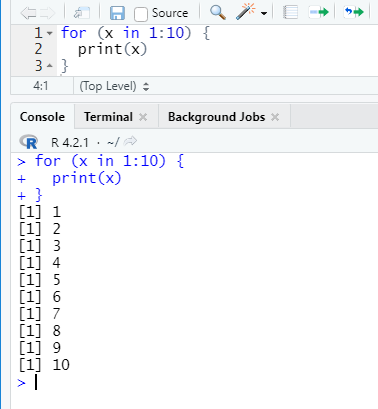 Source
1 for (x in 1:10) {
2   print(x)
3 }
4:1 (Top Level)
Console Terminal Background Jobs
R R 4.2.1 · ~/
> for (x in 1:10) {
+   print(x)
+ }
[1] 1
[1] 2
[1] 3
[1] 4
[1] 5
[1] 6
[1] 7
[1] 8
[1] 9
[1] 10
>